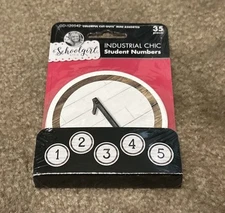 35
Schoolgirl
INDUSTRIAL CHIC
Student Numbers
1
1 2 3 4 5